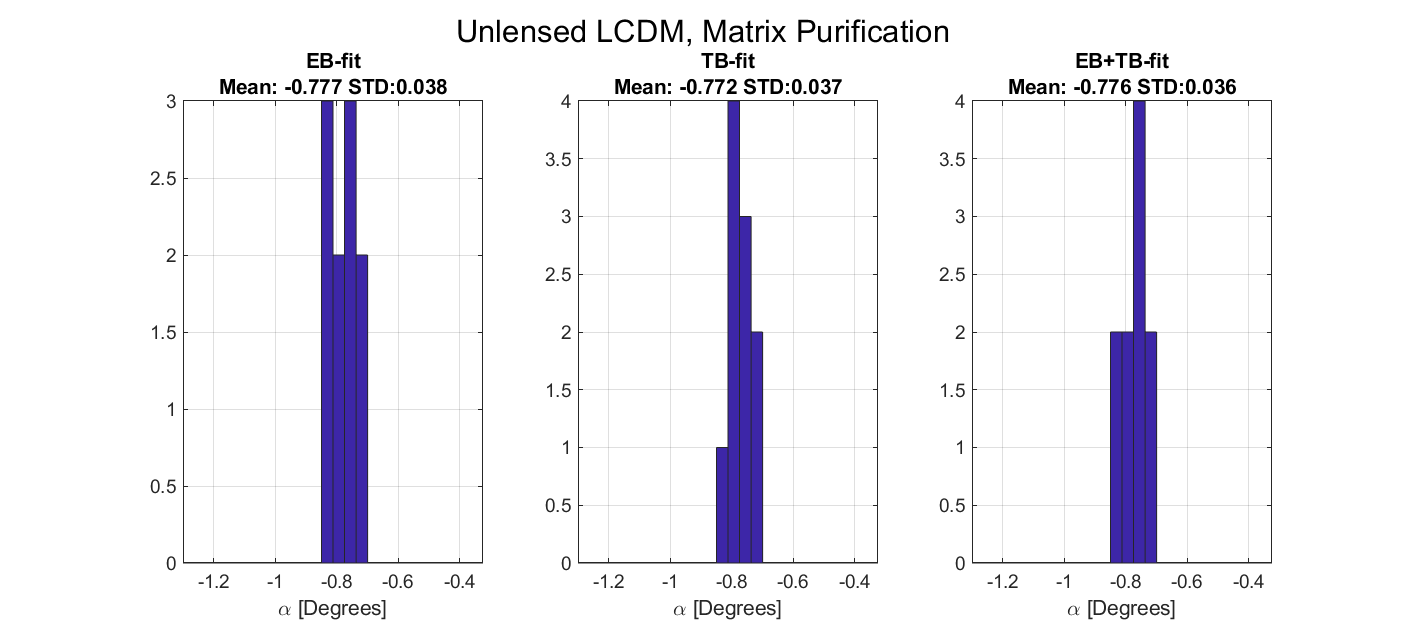 Unlensed LCDM, Matrix Purification
EB-fit
Mean: -0.777 STD:0.038
3
2.5
2
1.5
1
0.5
0
-1.2 -1 -0.8 -0.6 -0.4
α [Degrees]
TB-fit
Mean: -0.772 STD:0.037
4
3.5
3
2.5
2
1.5
1
0.5
0
-1.2 -1 -0.8 -0.6 -0.4
α [Degrees]
EB+TB-fit
Mean: -0.776 STD:0.036
4
3.5
3
2.5
2
1.5
1
0.5
0
-1.2 -1 -0.8 -0.6 -0.4
α [Degrees]